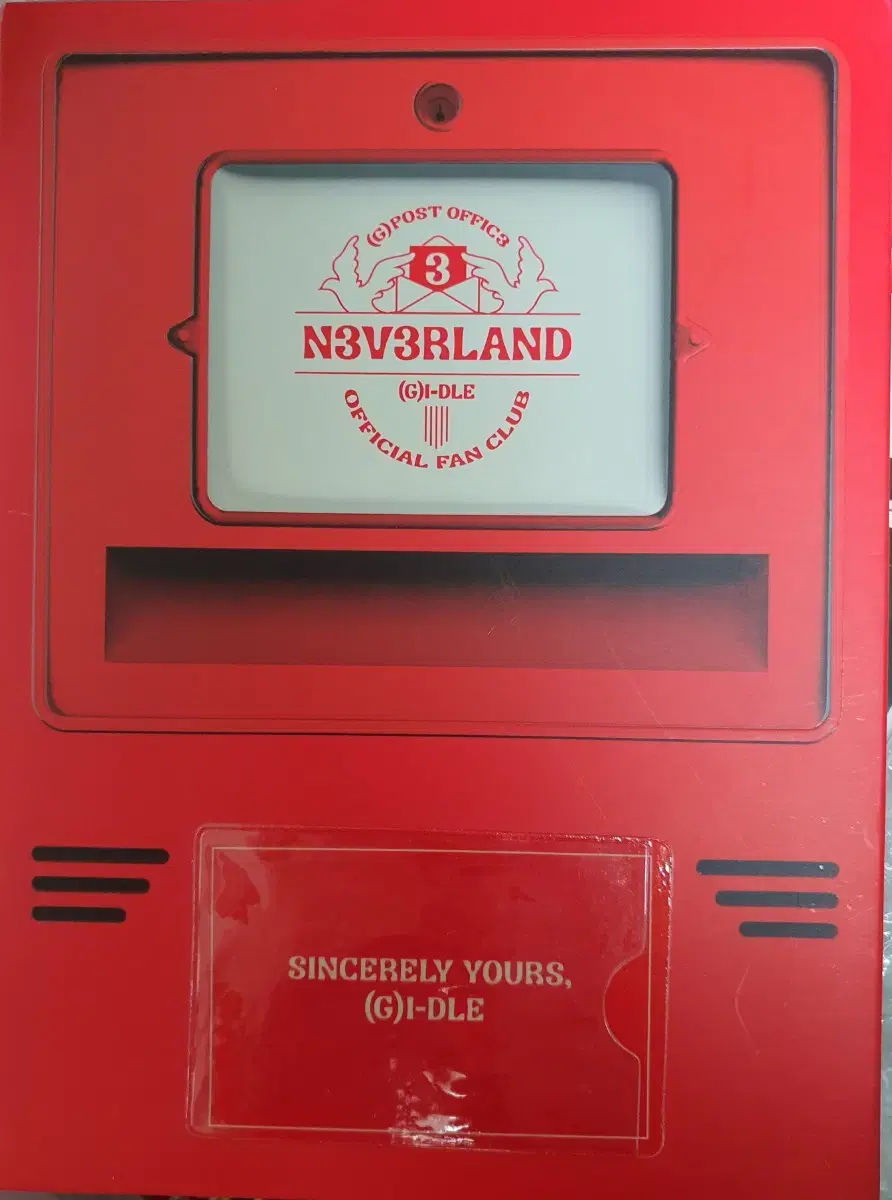 (G)POST OFFIC3
3
N3V3RLAND
(G)I-DLE
OFFICIAL FAN CLUB
SINCERELY YOURS,
(G)I-DLE